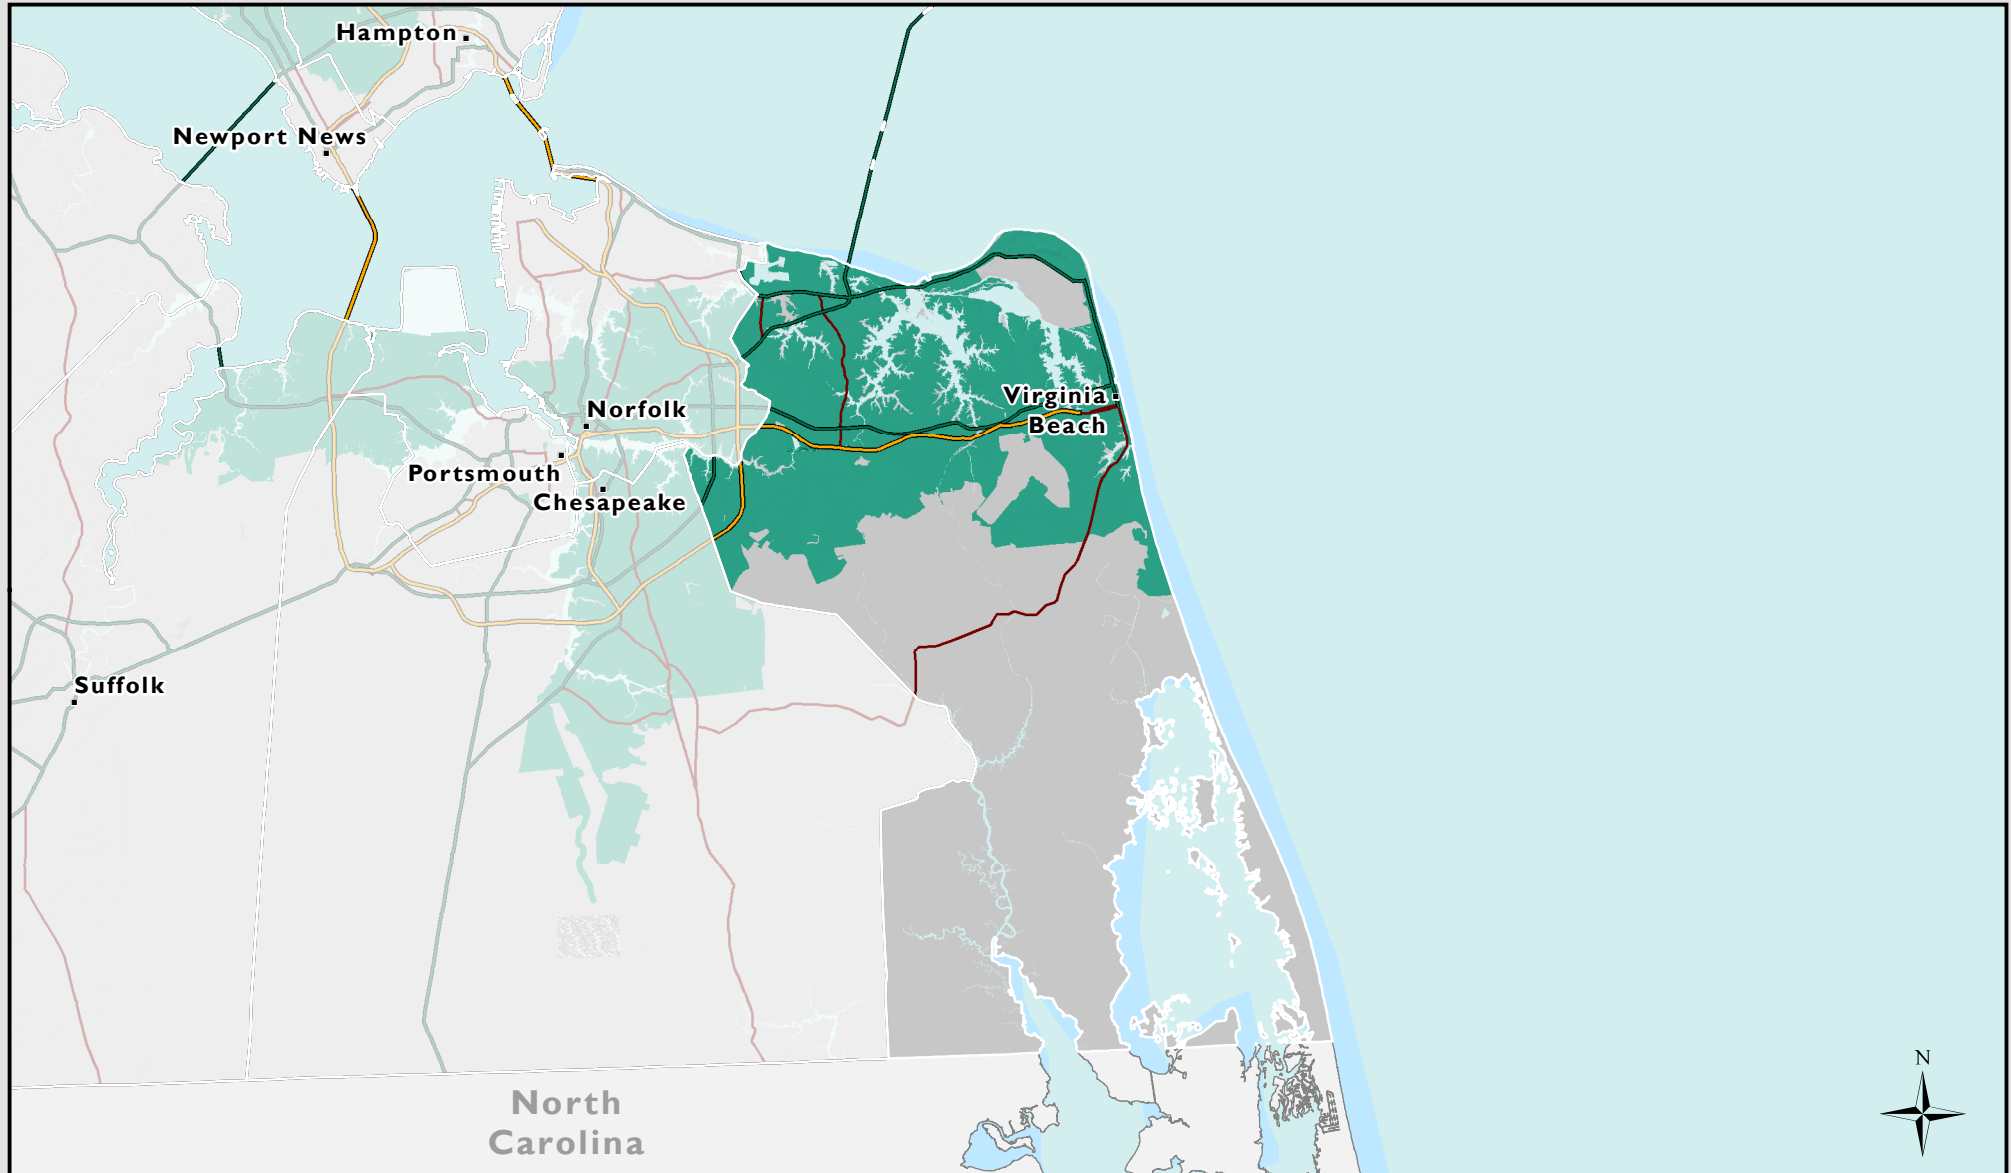 Hampton
Newport News
Virginia
Beach
Norfolk
Portsmouth
Chesapeake
Suffolk
North
Carolina
N